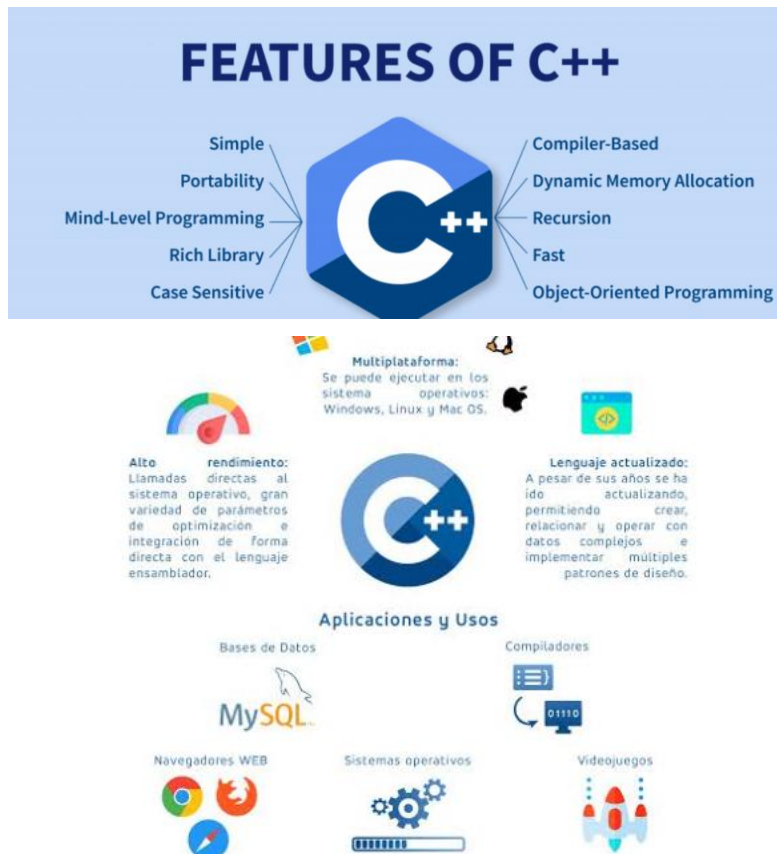 FEATURES OF C++
Simple
Portability
Mind-Level Programming
Rich Library
Case Sensitive
C++
Compiler-Based
Dynamic Memory Allocation
Recursion
Fast
Object-Oriented Programming
Multiplataforma:
Se puede ejecutar en los
sistema operativos:
Windows, Linux y Mac OS.
Alto rendimiento:
Llamadas directas al
sistema operativo, gran
variedad de parámetros
de optimización e
integración de forma
directa con el lenguaje
ensamblador.
C++
Lenguaje actualizado:
A pesar de sus años se ha
ido actualizando,
permitiendo crear,
relacionar y operar con
datos complejos e
implementar múltiples
patrones de diseño.
Aplicaciones y Usos
Bases de Datos
MySQL
Compiladores
01110
Navegadores WEB
Sistemas operativos
Videojuegos